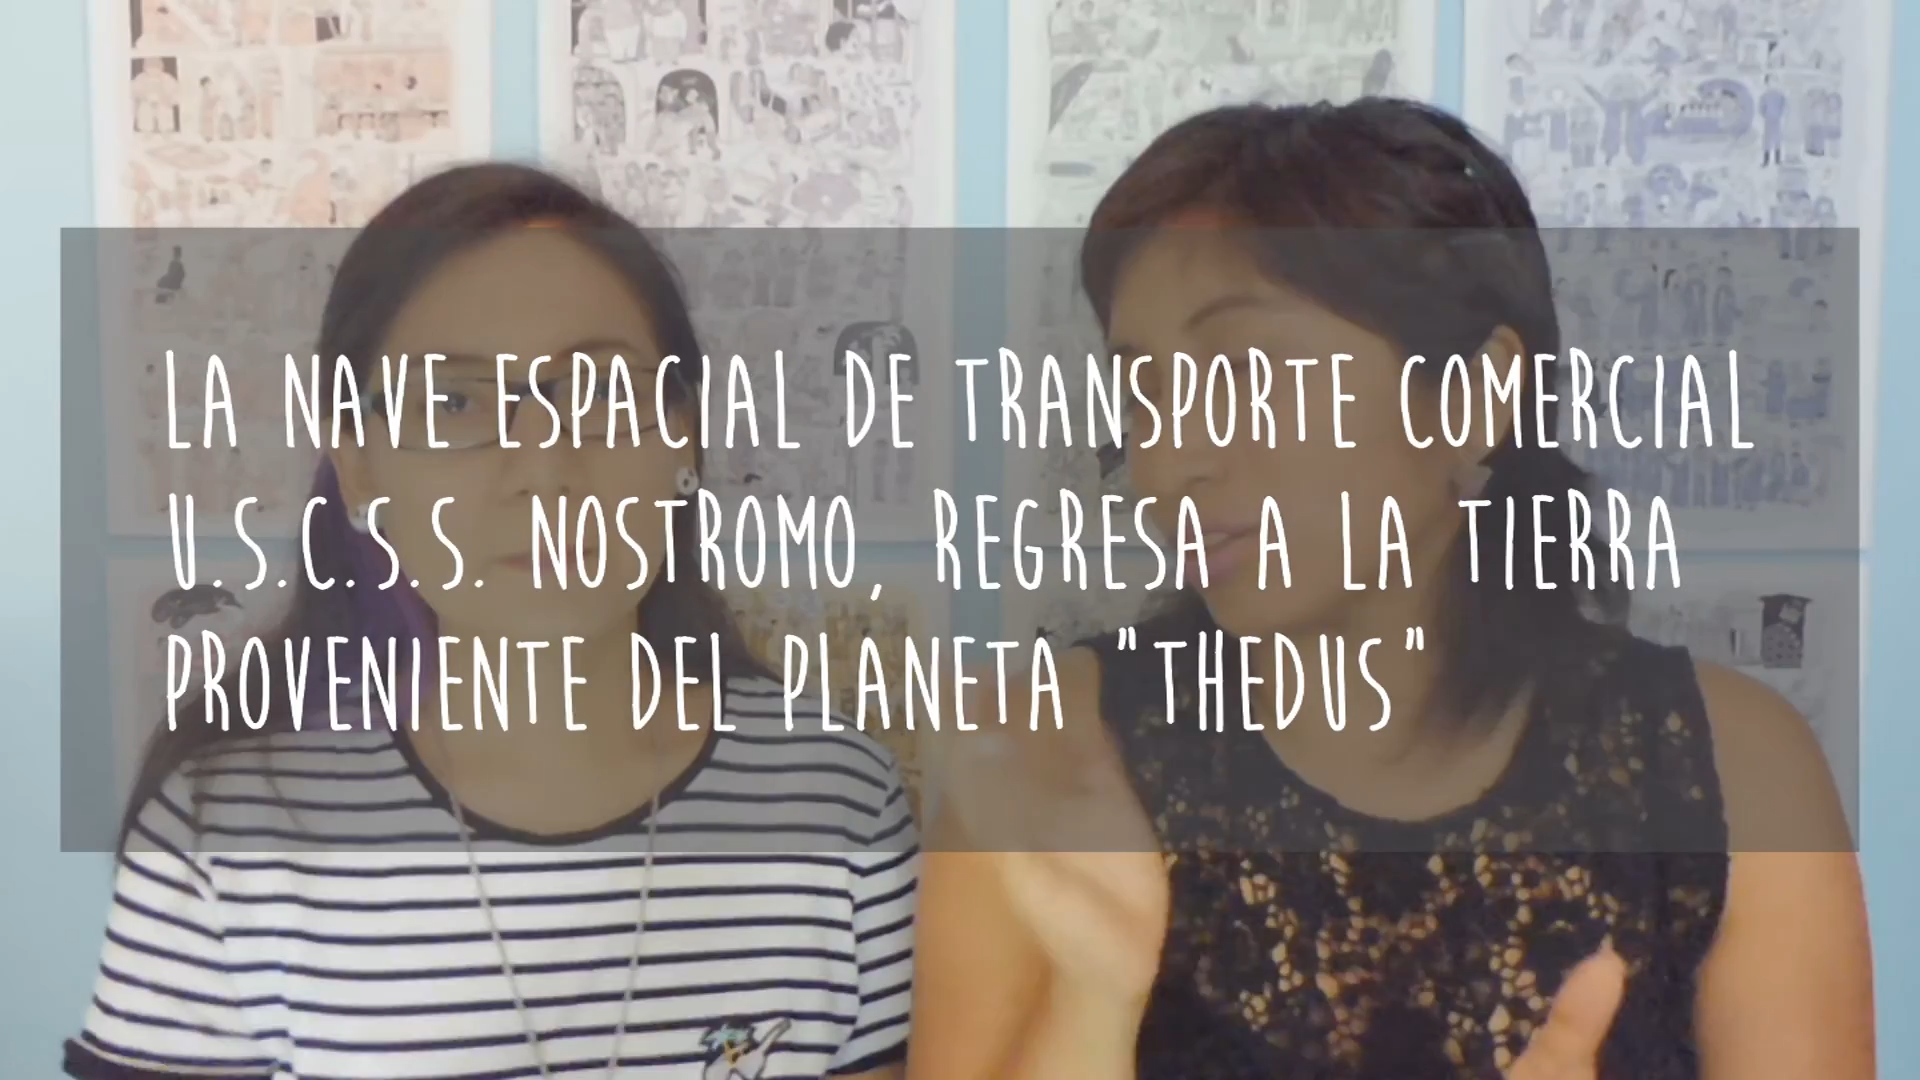 LA NAVE ESPACIAL DE TRANSPORTE COMERCIAL
U.S.C.S.S. NOSTROMO, REGRESA A LA TIERRA
PROVENIENTE DEL PLANETA "THEDUS"